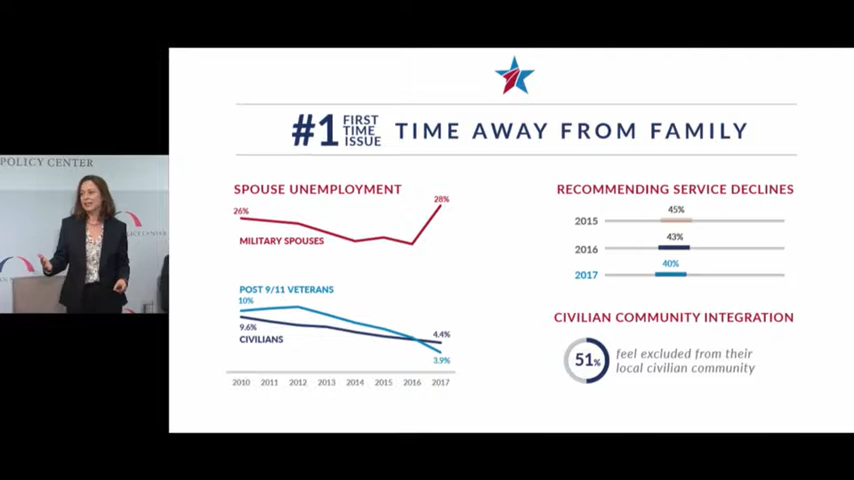 POLICY CENTER
#1 FIRST
TIME
ISSUE
TIME AWAY FROM FAMILY
SPOUSE UNEMPLOYMENT
26%
28%
MILITARY SPOUSES
POST 9/11 VETERANS
10%
9.6%
CIVILIANS
4.4%
3.9%
2010 2011 2012 2013 2014 2015 2016 2017
RECOMMENDING SERVICE DECLINES
45%
2015
43%
2016
40%
2017
CIVILIAN COMMUNITY INTEGRATION
51%
feel excluded from their
local civilian community